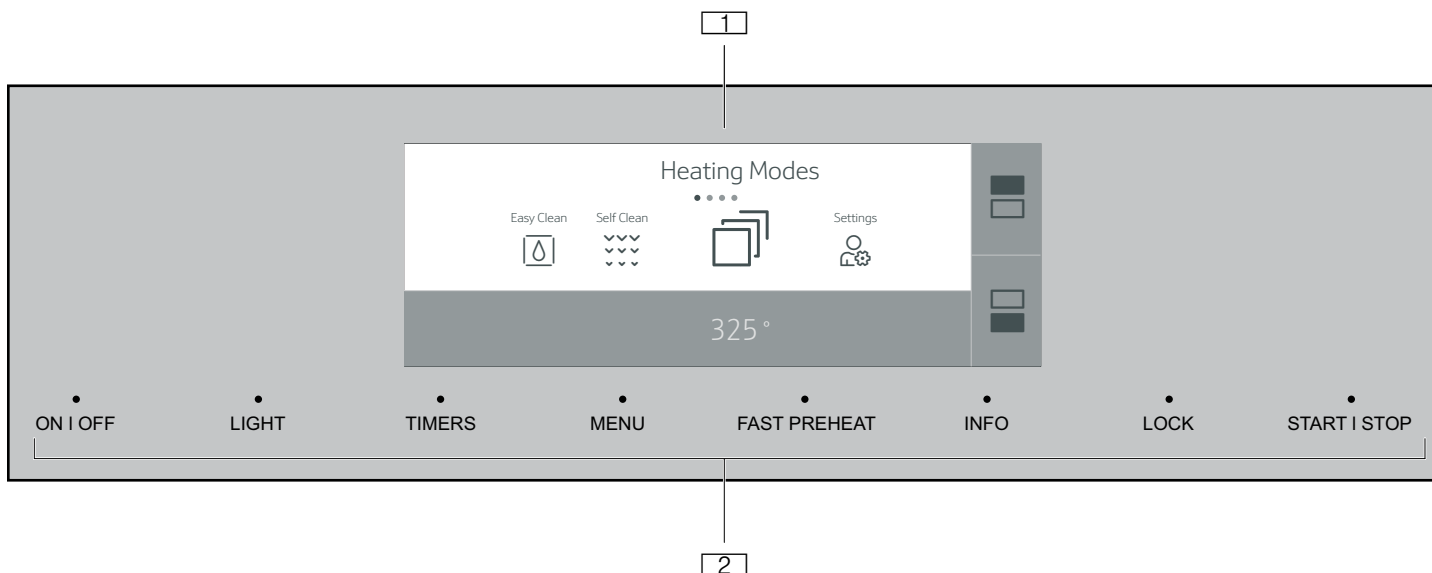 1
Heating Modes
Easy Clean Self Clean Settings
325°
ON I OFF LIGHT TIMERS MENU FAST PREHEAT INFO LOCK START I STOP
2